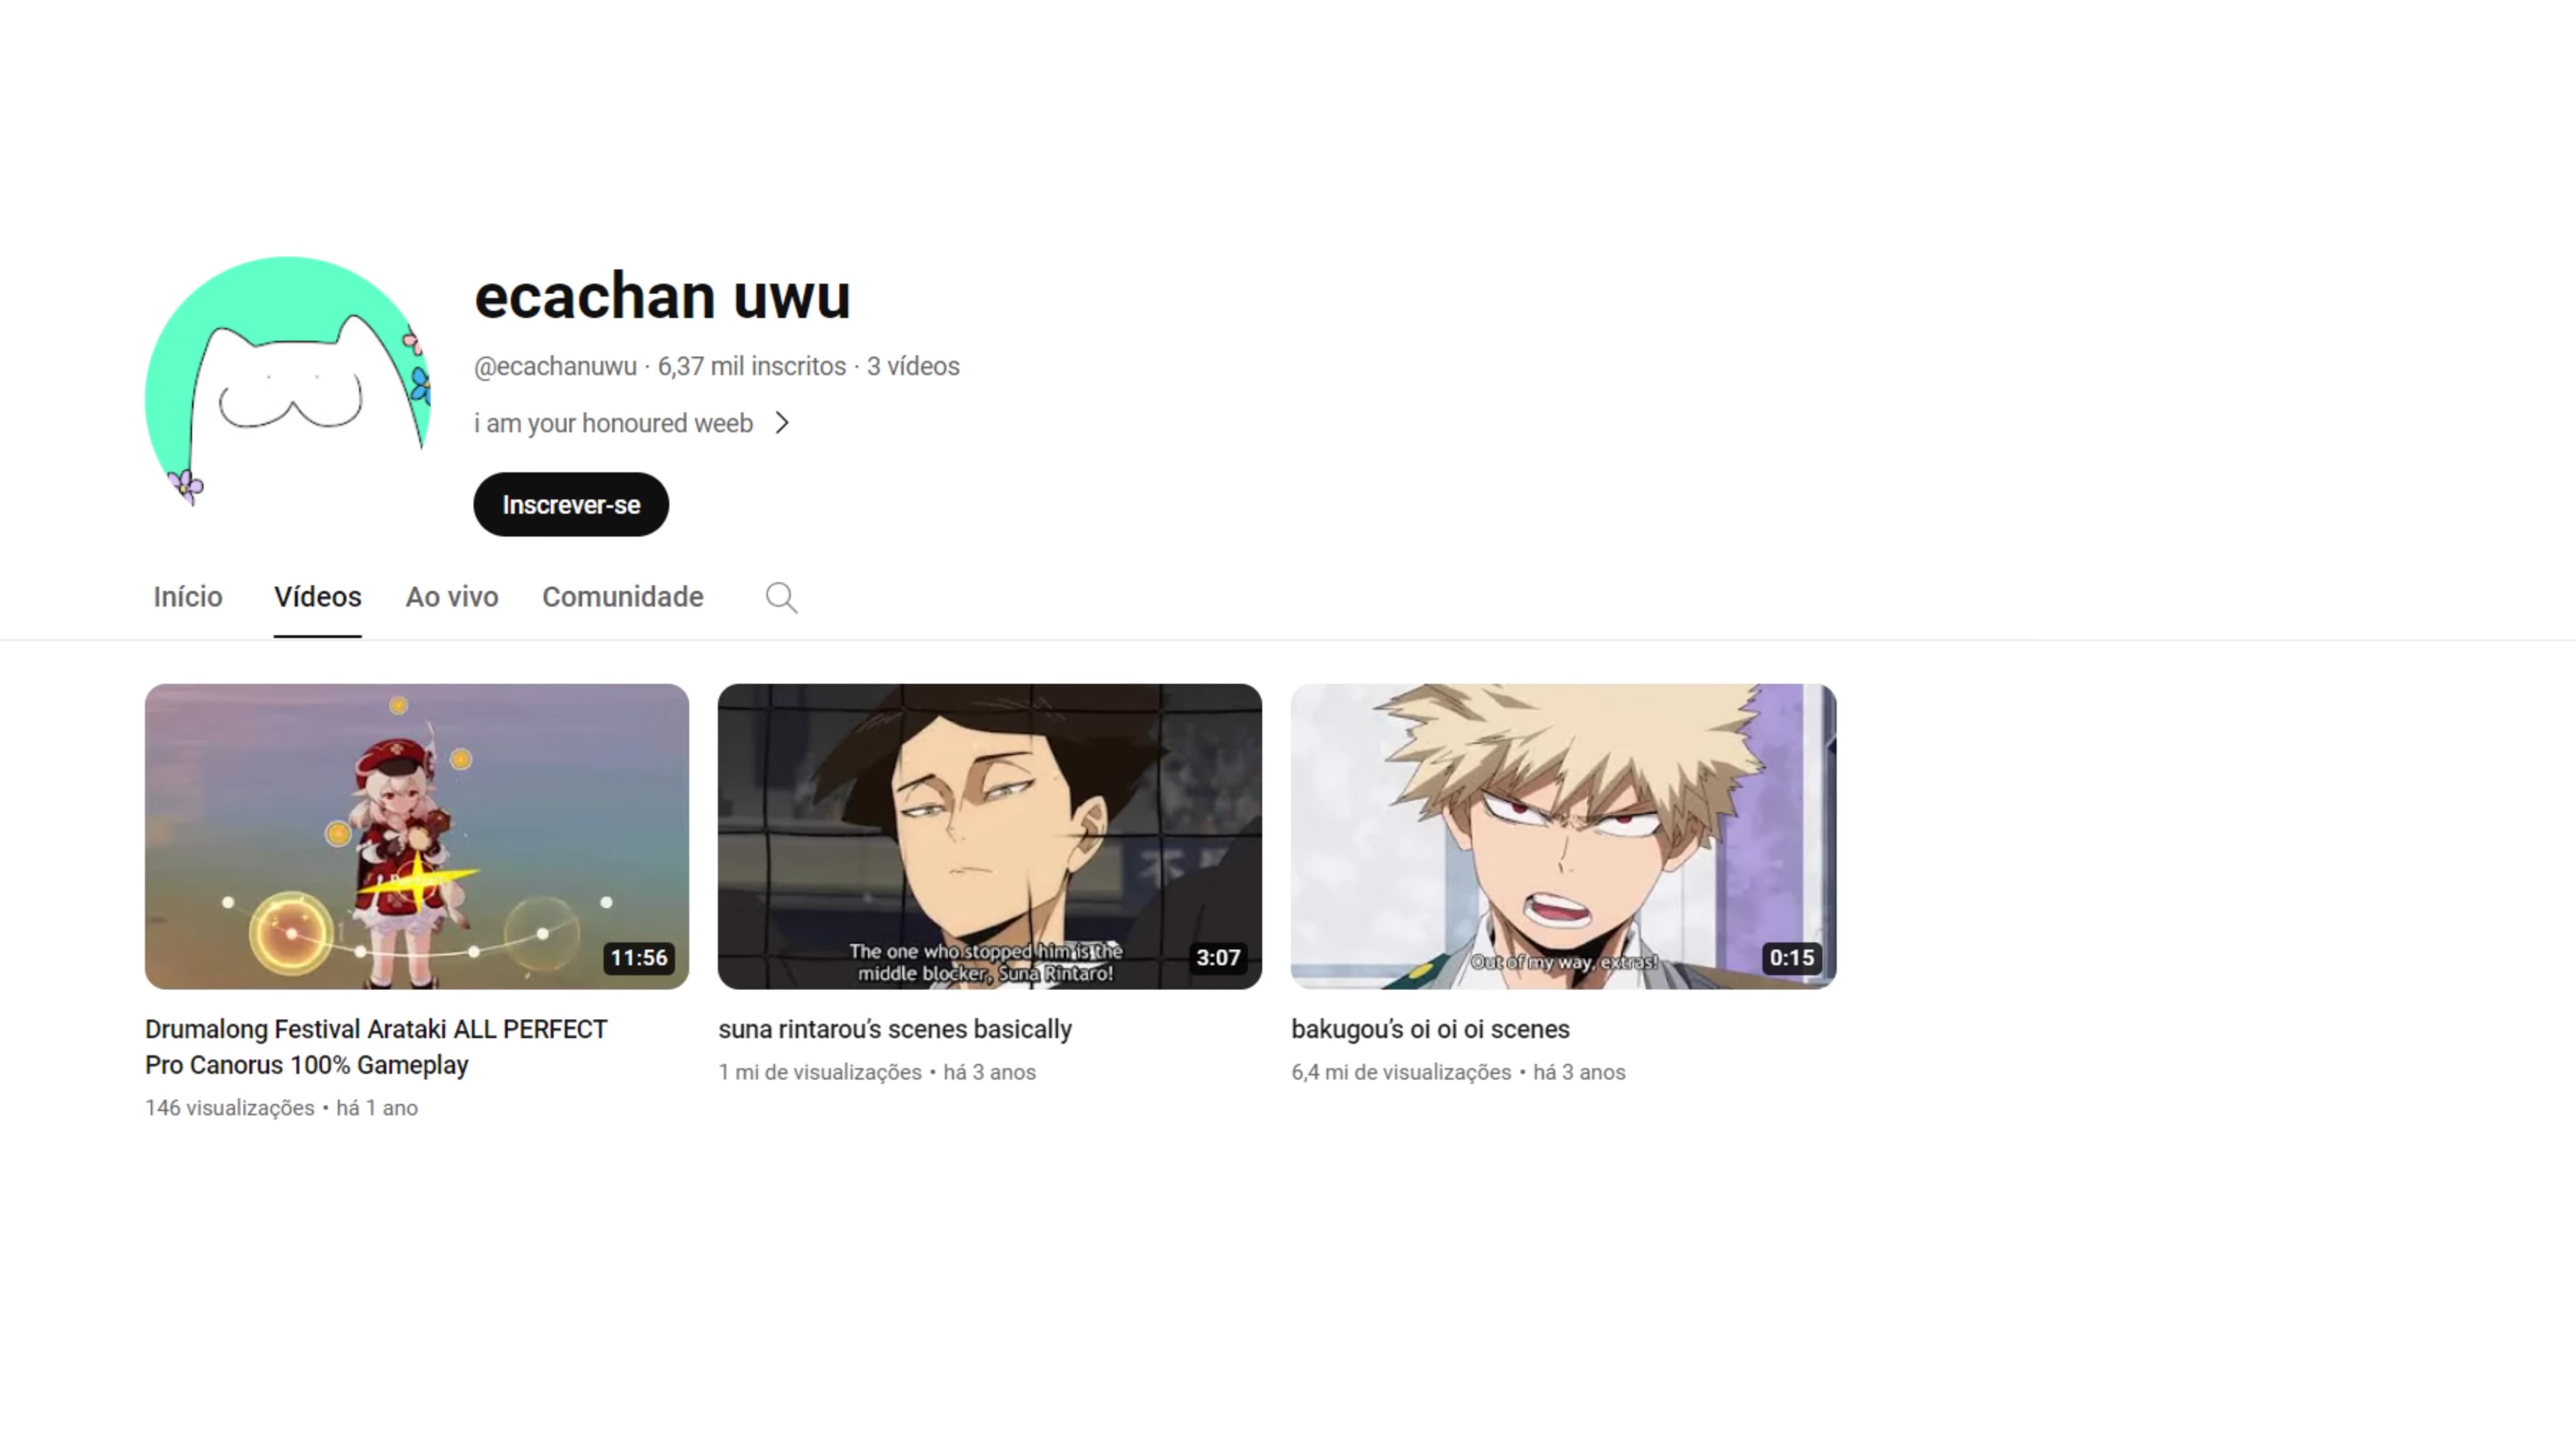 ecachan uwu
@ecachanuwu · 6,37 mil inscritos · 3 vídeos
i am your honoured weeb
Inscrever-se
Início Vídeos Ao vivo Comunidade
The one who stopped him is the
middle blocker, Suna Rintaro!
Out of my way, extras!
11:56 3:07 0:15
Drumalong Festival Arataki ALL PERFECT
Pro Canorus 100% Gameplay
146 visualizações • há 1 ano
suna rintarou’s scenes basically
1 mi de visualizações • há 3 anos
bakugou’s oi oi oi scenes
6,4 mi de visualizações • há 3 anos